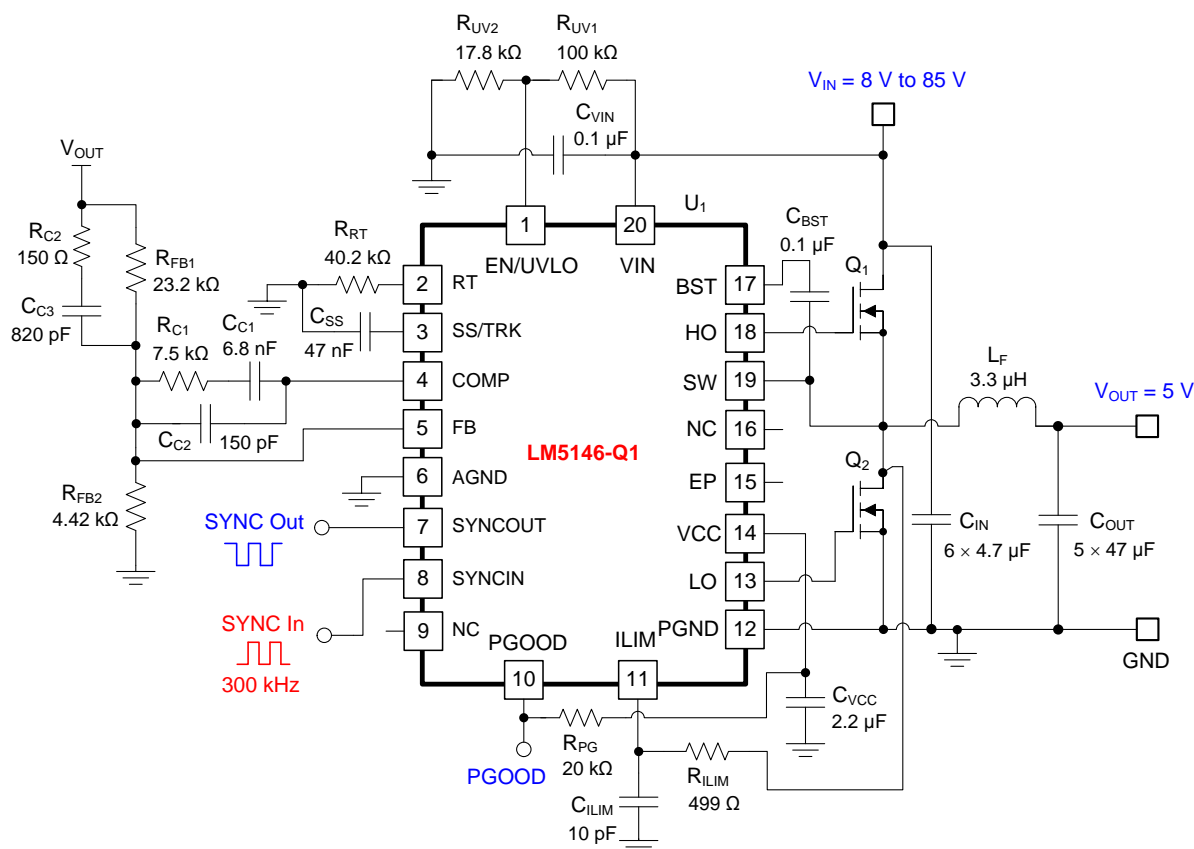 RUV2
17.8 kΩ
RUV1
100 kΩ
VIN = 8 V to 85 V
CVIN
0.1 µF
VOUT
RC2
150 Ω
RFB1
23.2 kΩ
CC3
820 pF
RC1
7.5 kΩ
CC1
6.8 nF
CC2
150 pF
RFB2
4.42 kΩ
RRT
40.2 kΩ
CSS
47 nF
U1
1
EN/UVLO
20
VIN
2
RT
3
SS/TRK
4
COMP
5
FB
6
AGND
7
SYNCOUT
8
SYNCIN
9
NC
PGOOD
10
ILIM
11
LM5146-Q1
BST
17
HO
18
SW
19
NC
16
EP
15
VCC
14
LO
13
PGND
12
CBST
0.1 µF
Q1
Q2
LF
3.3 µH
VOUT = 5 V
CIN
6 × 4.7 µF
COUT
5 × 47 µF
GND
SYNC Out
SYNC In
300 kHz
PGOOD
RPG
20 kΩ
CVCC
2.2 µF
RILIM
499 Ω
CILIM
10 pF